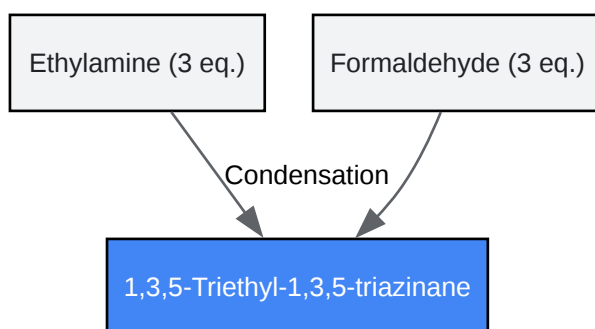 Ethylamine (3 eq.)
Formaldehyde (3 eq.)
Condensation
1,3,5-Triethyl-1,3,5-triazinane